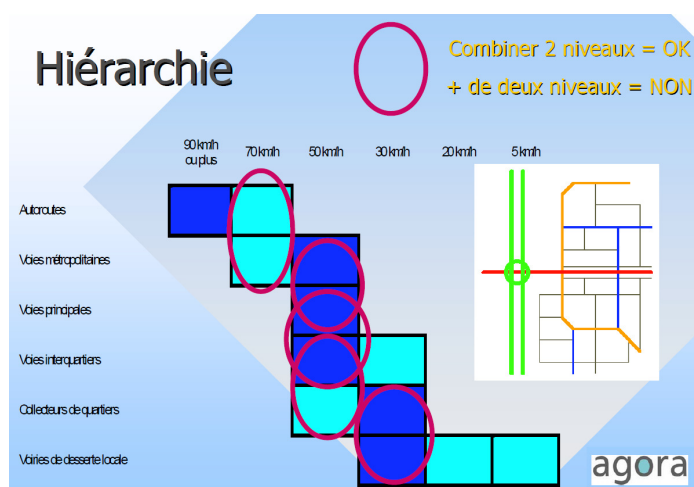 Hiérarchie
Combiner 2 niveaux = OK
+ de deux niveaux = NON
90 km/h
ou plus
70 km/h
50 km/h
30 km/h
20 km/h
5 km/h
Autoroutes
Voies métropolitaines
Voies principales
Voies interquartiers
Collecteurs de quartiers
Voiries de desserte locale
agora